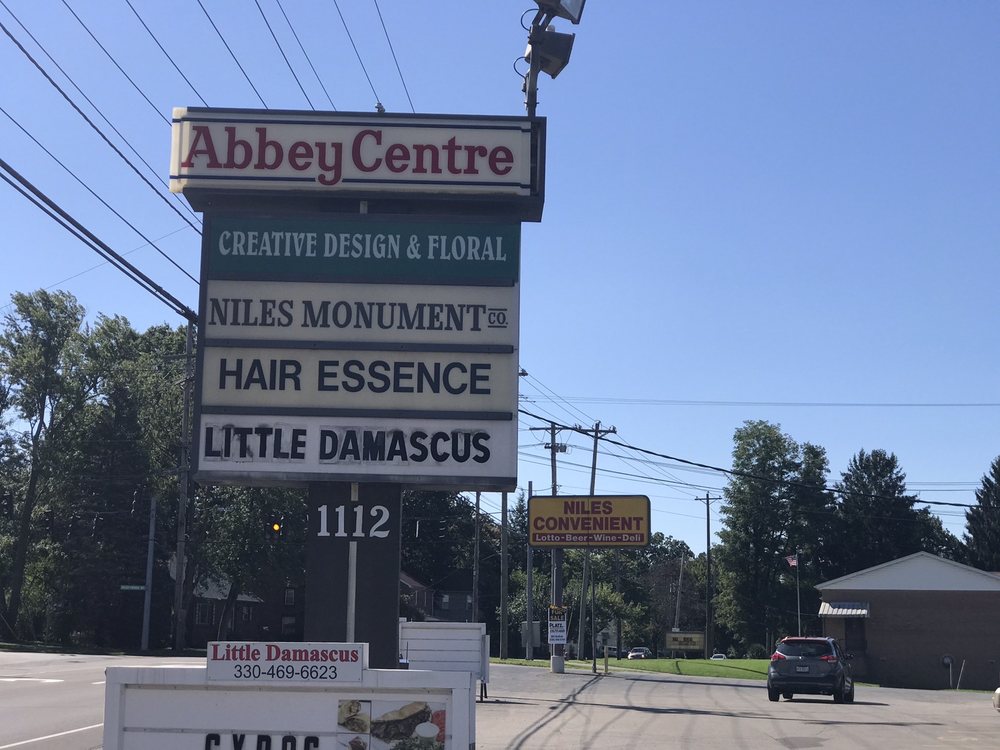 Abbey Centre
CREATIVE DESIGN & FLORAL
NILES MONUMENT CO.
HAIR ESSENCE
LITTLE DAMASCUS
1112
NILES
CONVENIENT
Lotto-Beer-Wine-Deli
Little Damascus
330-469-6623
GYROS